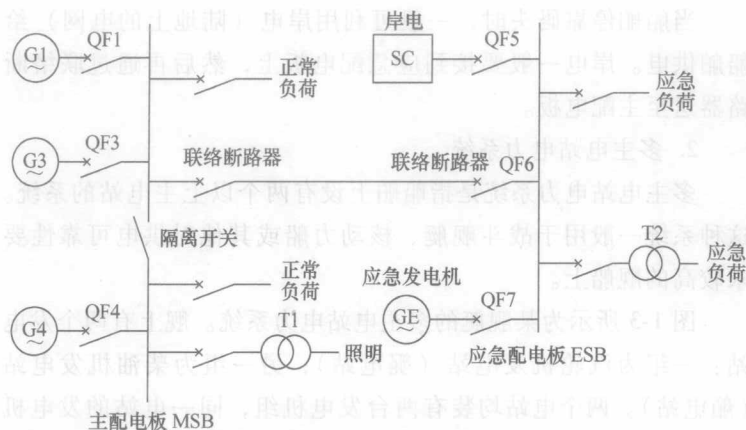 岸电
G1
QF1
SC
QF5
正常
负荷
应急
负荷
G3
QF3
联络断路器
联络断路器
QF6
隔离开关
T2
正常
负荷
应急发电机
应急
负荷
G4
QF4
T1
照明
GE
QF7
应急配电板 ESB
主配电板 MSB